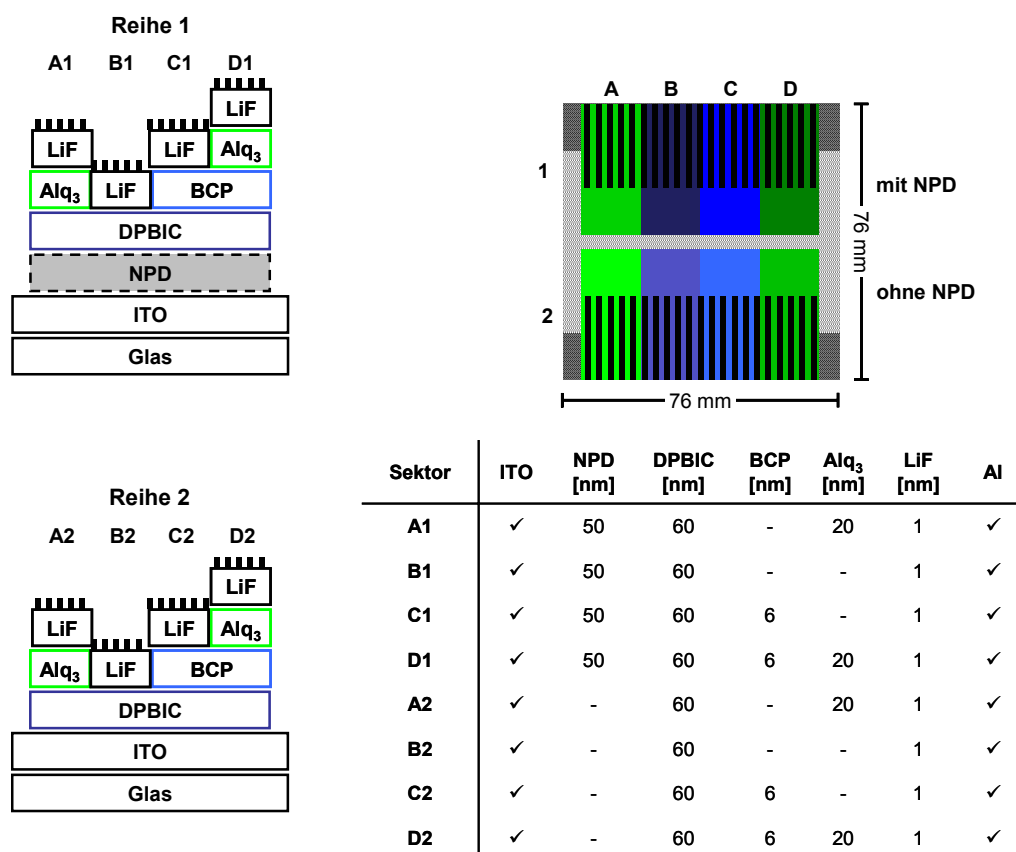 Reihe 1
A1 B1 C1 D1
LiF
LiF LiF Alq3
Alq3 LiF BCP
DPBIC
NPD
ITO
Glas
A B C D
1
mit NPD
76 mm
ohne NPD
2
76 mm
Reihe 2
A2 B2 C2 D2
LiF
LiF LiF Alq3
Alq3 LiF BCP
DPBIC
ITO
Glas
Sektor ITO NPD [nm] DPBIC [nm] BCP [nm] Alq3 [nm] LiF [nm] Al
A1 ✓ 50 60 - 20 1 ✓
B1 ✓ 50 60 - - 1 ✓
C1 ✓ 50 60 6 - 1 ✓
D1 ✓ 50 60 6 20 1 ✓
A2 ✓ - 60 - 20 1 ✓
B2 ✓ - 60 - - 1 ✓
C2 ✓ - 60 6 - 1 ✓
D2 ✓ - 60 6 20 1 ✓